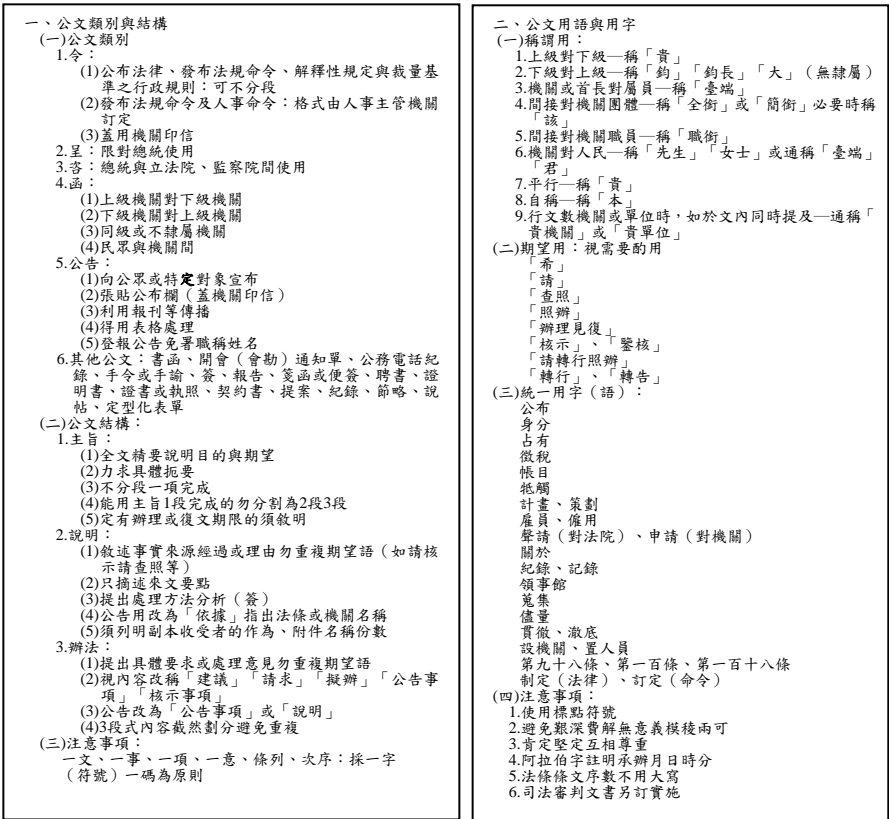 一、公文類別與結構
(一)公文類別
1.令：
(1)公布法律、發布法規命令、解釋性規定與裁量基
準之行政規則：可不分段
(2)發布法規命令及人事命令：格式由人事主管機關
訂定
(3)蓋用機關印信
2.呈：限對總統使用
3.咨：總統與立法院、監察院間使用
4.函：
(1)上級機關對下級機關
(2)下級機關對上級機關
(3)同級或不隸屬機關
(4)民眾與機關間
5.公告：
(1)向公眾或特定對象宣布
(2)張貼公布欄（蓋機關印信）
(3)利用報刊等傳播
(4)得用表格處理
(5)登報公告免署職稱姓名
6.其他公文：書函、開會（會勘）通知單、公務電話紀
錄、手令或手諭、簽、報告、箋函或便簽、聘書、證
明書、證書或執照、契約書、提案、紀錄、節略、說
帖、定型化表單
(二)公文結構：
1.主旨：
(1)全文精要說明目的與期望
(2)力求具體扼要
(3)不分段一項完成
(4)能用主旨1段完成的勿分割為2段3段
(5)定有辦理或復文期限的須敘明
2.說明：
(1)敘述事實來源經過或理由勿重複期望語（如請核
示請查照等）
(2)只摘述來文要點
(3)提出處理方法分析（簽）
(4)公告用改為「依據」指出法條或機關名稱
(5)須列明副本收受者的作為、附件名稱份數
3.辦法：
(1)提出具體要求或處理意見勿重複期望語
(2)視內容改稱「建議」「請求」「擬辦」「公告事
項」「核示事項」
(3)公告改為「公告事項」或「說明」
(4)3段式內容截然劃分避免重複
(三)注意事項：
一文、一事、一項、一意、條列、次序：採一字
（符號）一碼為原則
二、公文用語與用字
(一)稱謂用：
1.上級對下級─稱「貴」
2.下級對上級─稱「鈞」「鈞長」「大」（無隸屬）
3.機關或首長對屬員─稱「臺端」
4.間接對機關團體─稱「全銜」或「簡銜」必要時稱
「該」
5.間接對機關職員─稱「職銜」
6.機關對人民─稱「先生」「女士」或通稱「臺端」
「君」
7.平行─稱「貴」
8.自稱─稱「本」
9.行文數機關或單位時，如於文內同時提及─通稱「
貴機關」或「貴單位」
(二)期望用：視需要酌用
「希」
「請」
「查照」
「照辦」
「辦理見復」
「核示」、「鑒核」
「請轉行照辦」
「轉行」、「轉告」
(三)統一用字（語）：
公布
身分
占有
徵稅
帳目
牴觸
計畫、策劃
雇員、僱用
聲請（對法院）、申請（對機關）
關於
紀錄、記錄
領事館
蒐集
儘量
貫徹、澈底
設機關、置人員
第九十八條、第一百條、第一百十八條
制定（法律）、訂定（命令）
(四)注意事項：
1.使用標點符號
2.避免艱深費解無意義模稜兩可
3.肯定堅定互相尊重
4.阿拉伯字註明承辦月日時分
5.法條條文序數不用大寫
6.司法審判文書另訂實施